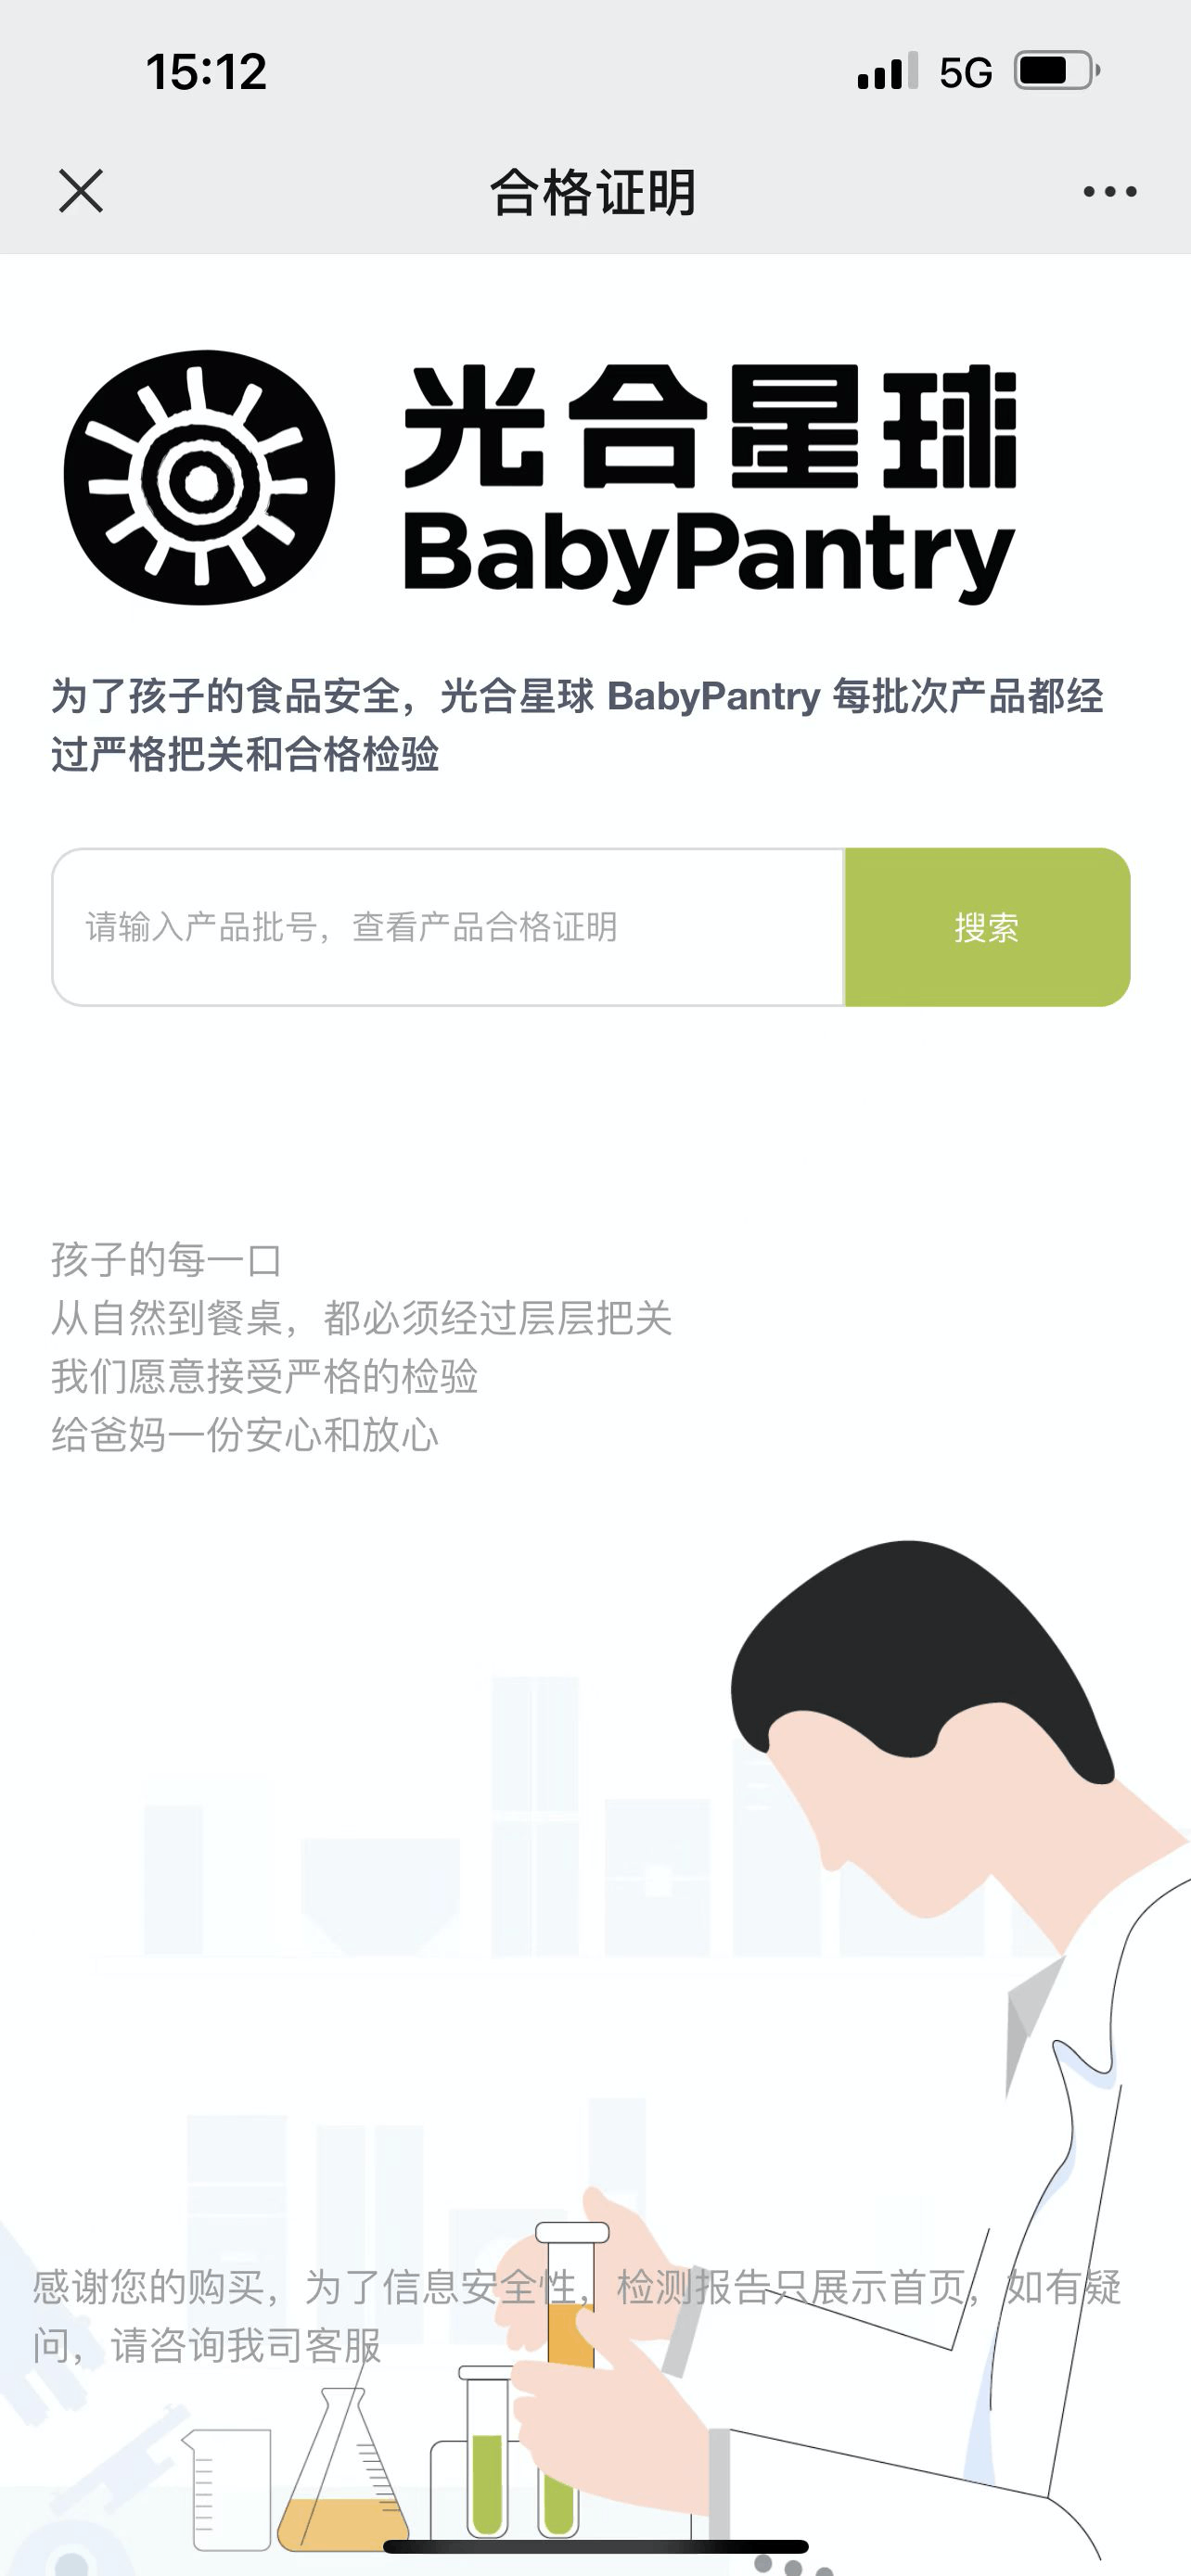 15:12
5G
合格证明
光合星球
BabyPantry
为了孩子的食品安全，光合星球 BabyPantry 每批次产品都经
过严格把关和合格检验
请输入产品批号，查看产品合格证明
搜索
孩子的每一口
从自然到餐桌，都必须经过层层把关
我们愿意接受严格的检验
给爸妈一份安心和放心
感谢您的购买，为了信息安全性，检测报告只展示首页，如有疑
问，请咨询我司客服